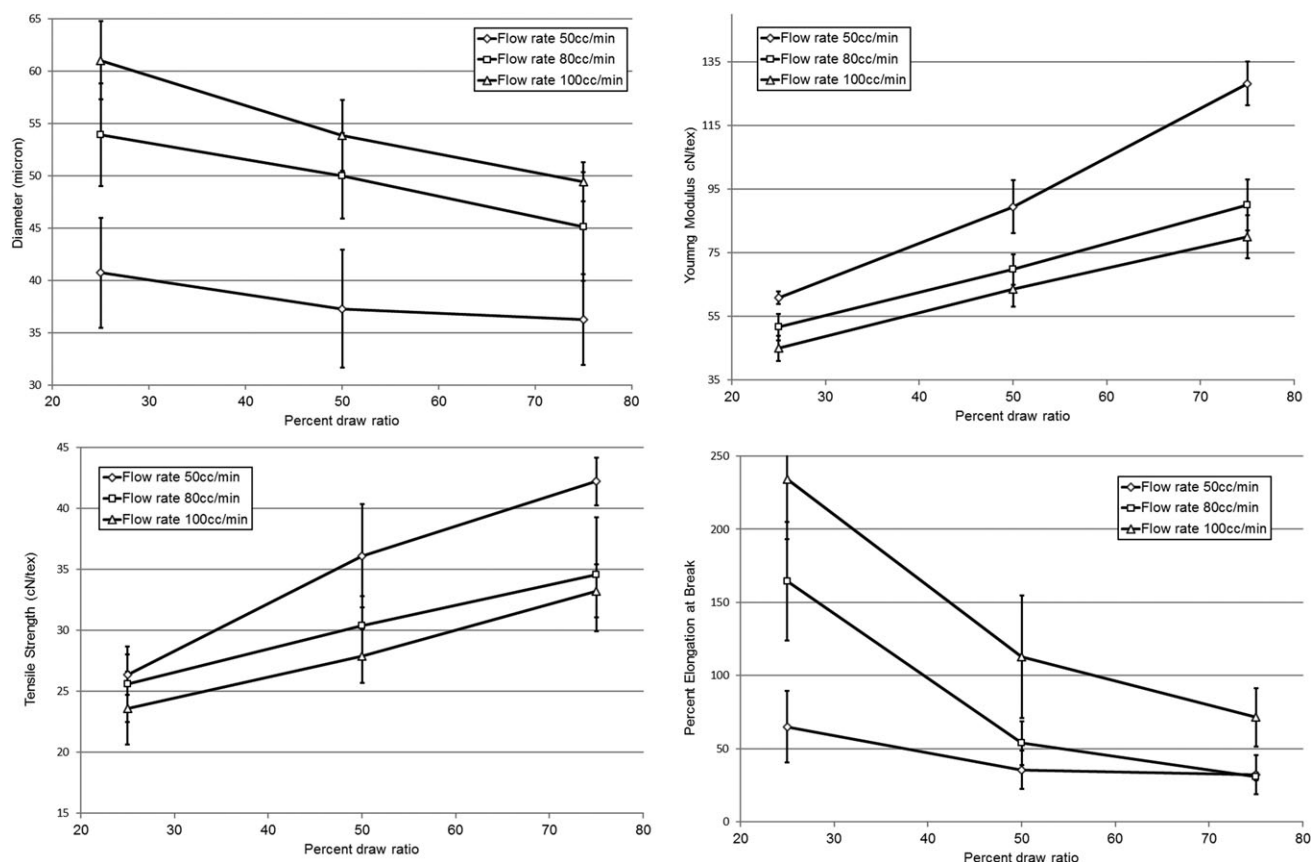 65
60
55
50
45
40
35
30
Diameter (micron)
Flow rate 50cc/min
Flow rate 80cc/min
Flow rate 100cc/min
20 30 40 50 60 70 80
Percent draw ratio
135
115
95
75
55
35
Youmng Modulus cN/tex
Flow rate 50cc/min
Flow rate 80cc/min
Flow rate 100cc/min
20 30 40 50 60 70 80
Percent draw ratio
45
40
35
30
25
20
15
Tensile Strength (cN/tex)
Flow rate 50cc/min
Flow rate 80cc/min
Flow rate 100cc/min
20 30 40 50 60 70 80
Percent draw ratio
250
200
150
100
50
0
Percent Elongation at Break
Flow rate 50cc/min
Flow rate 80cc/min
Flow rate 100cc/min
20 30 40 50 60 70 80
Percent draw ratio